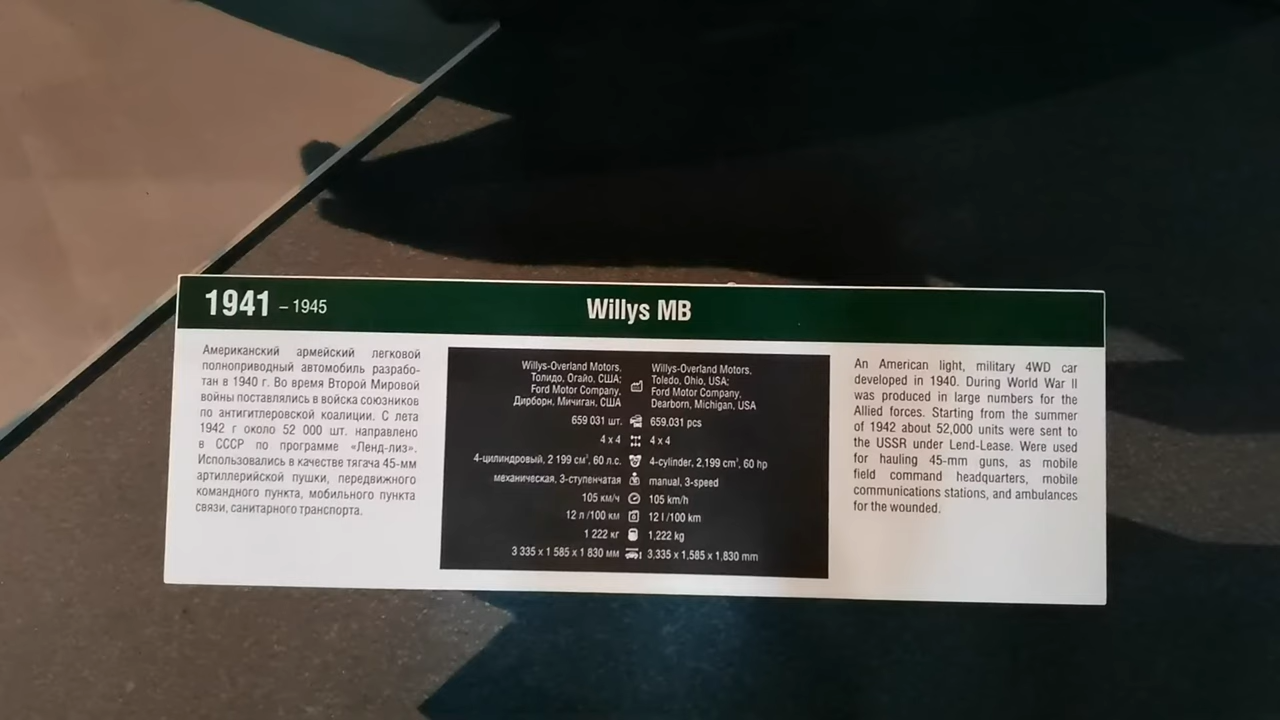 1941 – 1945
Willys MB
Американский армейский легковой
полноприводный автомобиль разрабо-
тан в 1940 г. Во время Второй Мировой
войны поставлялись в войска союзников
по антигитлеровской коалиции. С лета
1942 г около 52 000 шт. направлено
в СССР по программе «Ленд-лиз».
Использовались в качестве тягача 45-мм
артиллерийской пушки, передвижного
командного пункта, мобильного пункта
связи, санитарного транспорта.
Willys-Overland Motors,
Толидо, Огайо, США;
Ford Motor Company,
Дирборн, Мичиган, США
659 031 шт.
4 x 4
4-цилиндровый, 2 199 см³, 60 л.с.
механическая, 3-ступенчатая
105 км/ч
12 л /100 км
1 222 кг
3 335 x 1 585 x 1 830 мм
Willys-Overland Motors,
Toledo, Ohio, USA;
Ford Motor Company,
Dearborn, Michigan, USA
659,031 pcs
4 x 4
4-cylinder, 2,199 cm³, 60 hp
manual, 3-speed
105 km/h
12 l /100 km
1,222 kg
3,335 x 1,585 x 1,830 mm
An American light, military 4WD car
developed in 1940. During World War II
was produced in large numbers for the
Allied forces. Starting from the summer
of 1942 about 52,000 units were sent to
the USSR under Lend-Lease. Were used
for hauling 45-mm guns, as mobile
field command headquarters, mobile
communications stations, and ambulances
for the wounded.